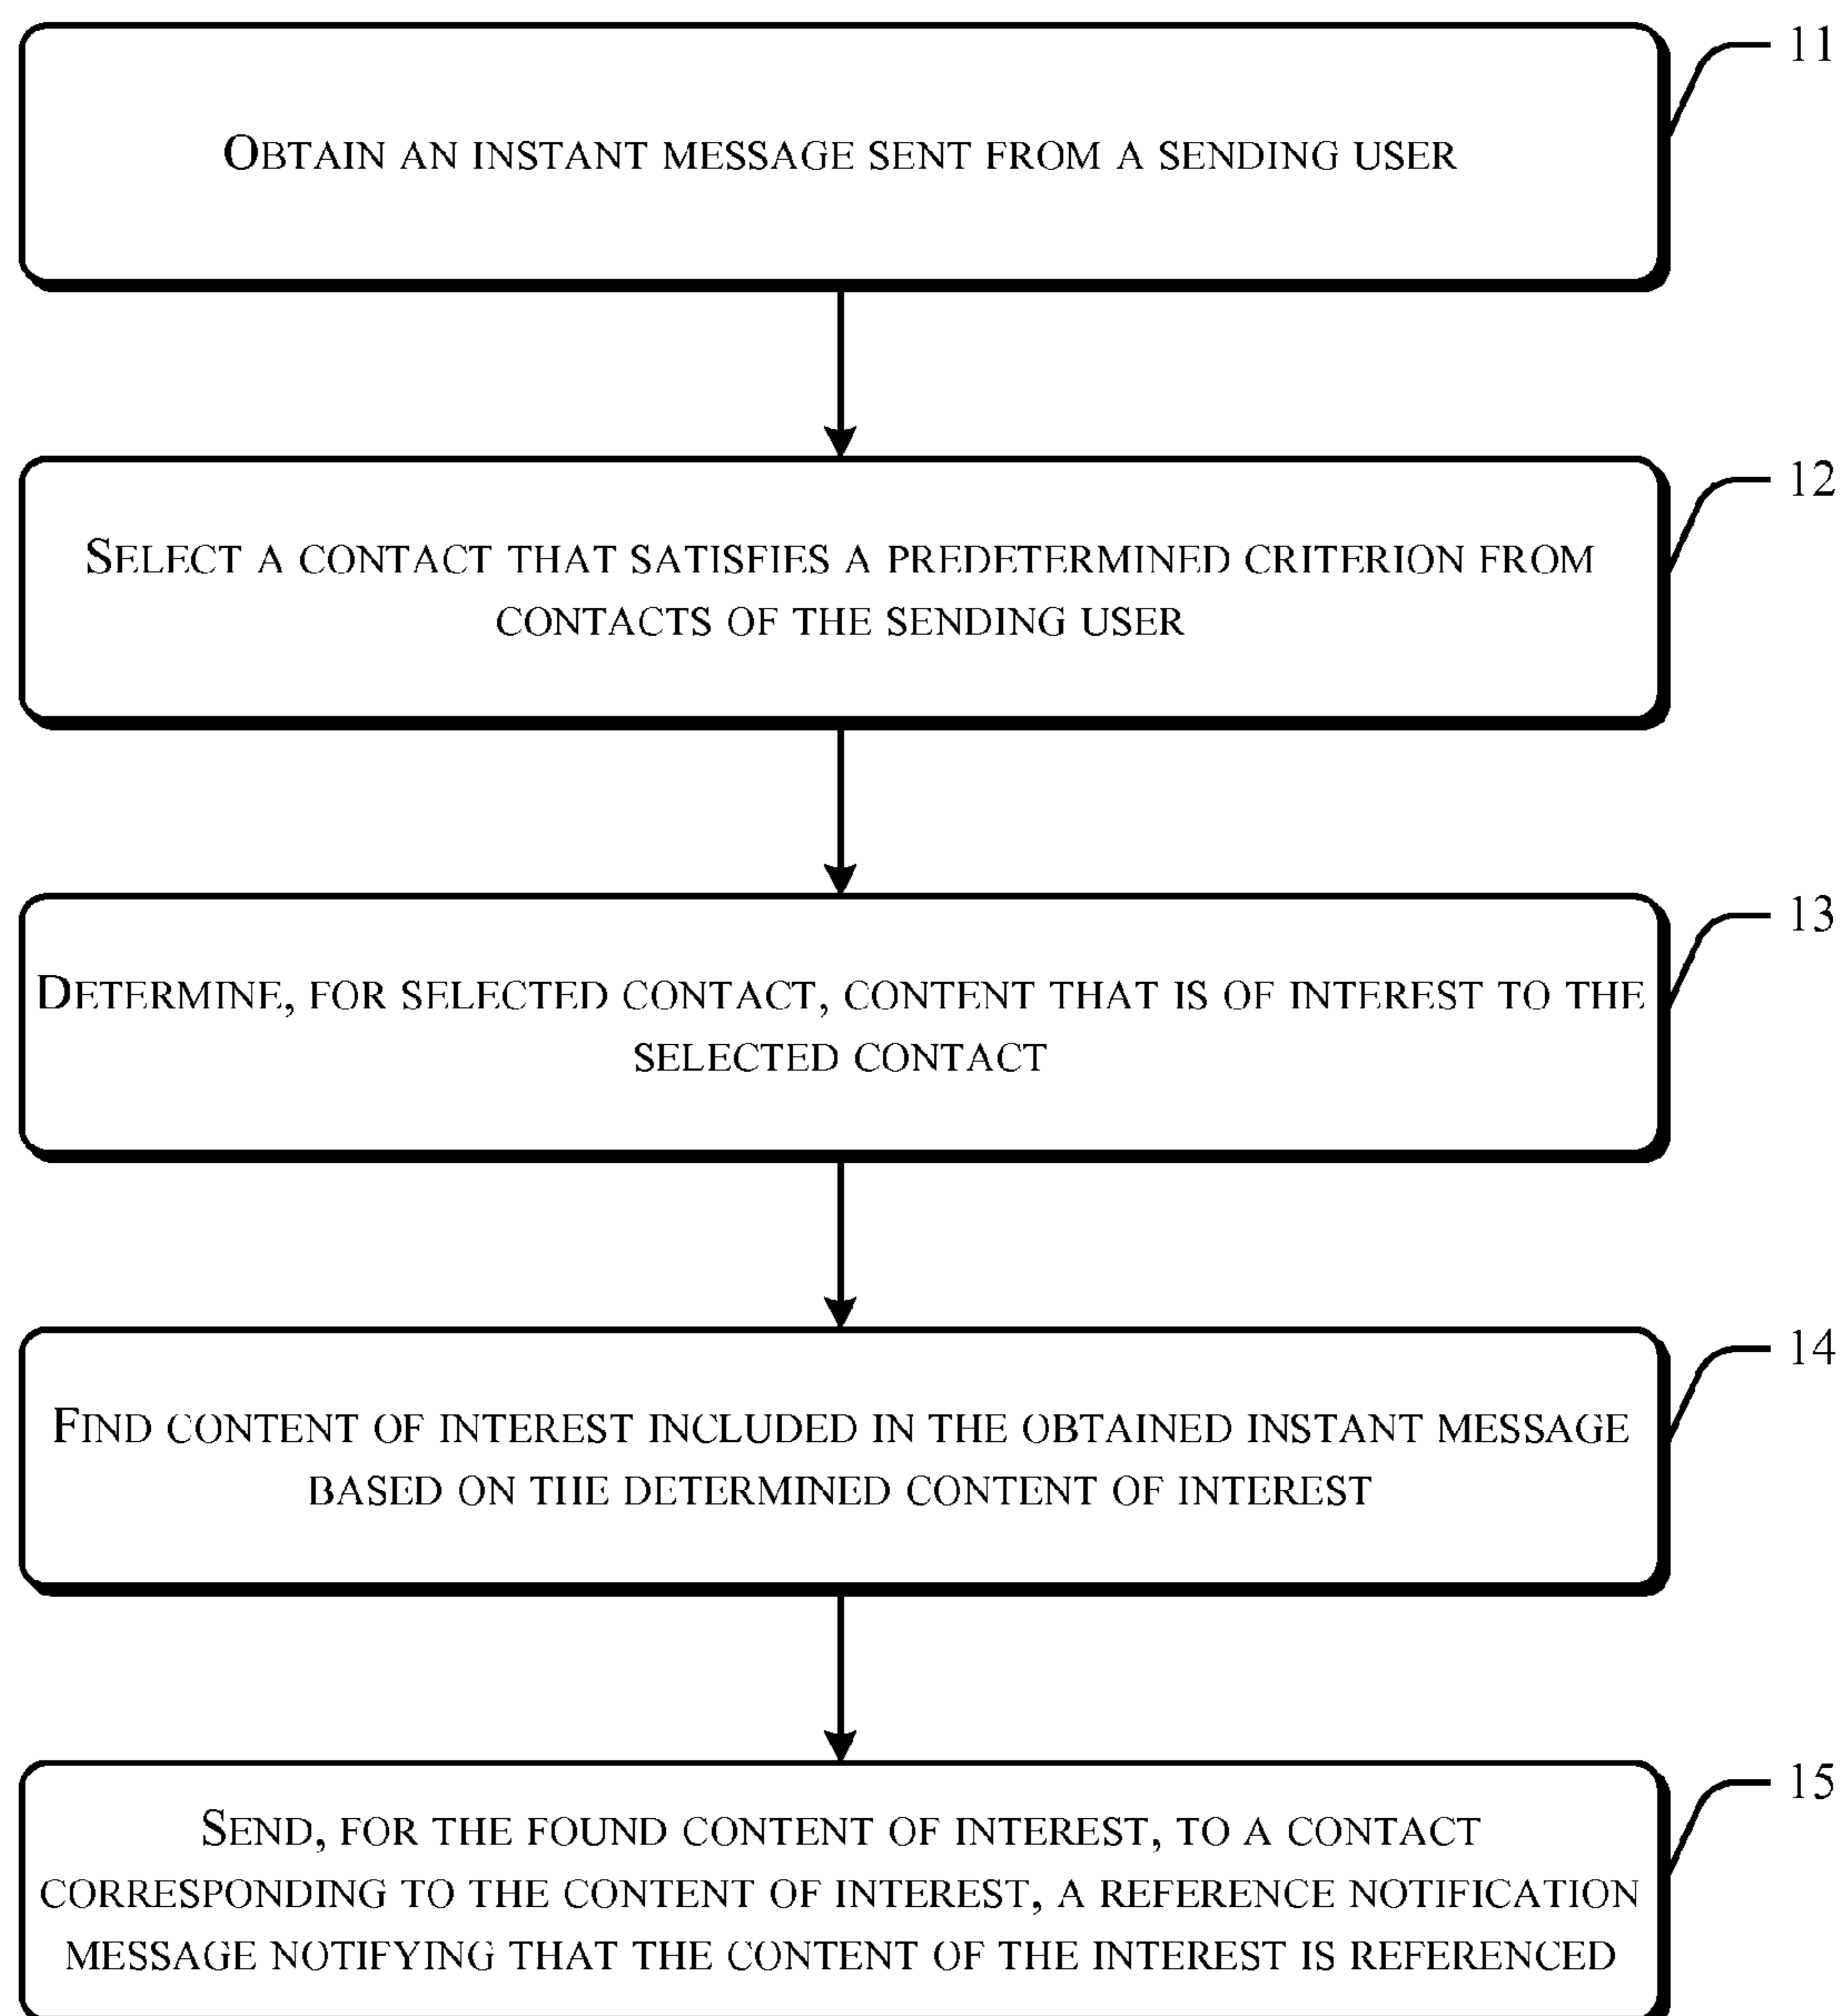 11
OBTAIN AN INSTANT MESSAGE SENT FROM A SENDING USER
12
SELECT A CONTACT THAT SATISFIES A PREDETERMINED CRITERION FROM
CONTACTS OF THE SENDING USER
13
DETERMINE, FOR SELECTED CONTACT, CONTENT THAT IS OF INTEREST TO THE
SELECTED CONTACT
14
FIND CONTENT OF INTEREST INCLUDED IN THE OBTAINED INSTANT MESSAGE
BASED ON THE DETERMINED CONTENT OF INTEREST
15
SEND, FOR THE FOUND CONTENT OF INTEREST, TO A CONTACT
CORRESPONDING TO THE CONTENT OF INTEREST, A REFERENCE NOTIFICATION
MESSAGE NOTIFYING THAT THE CONTENT OF THE INTEREST IS REFERENCED